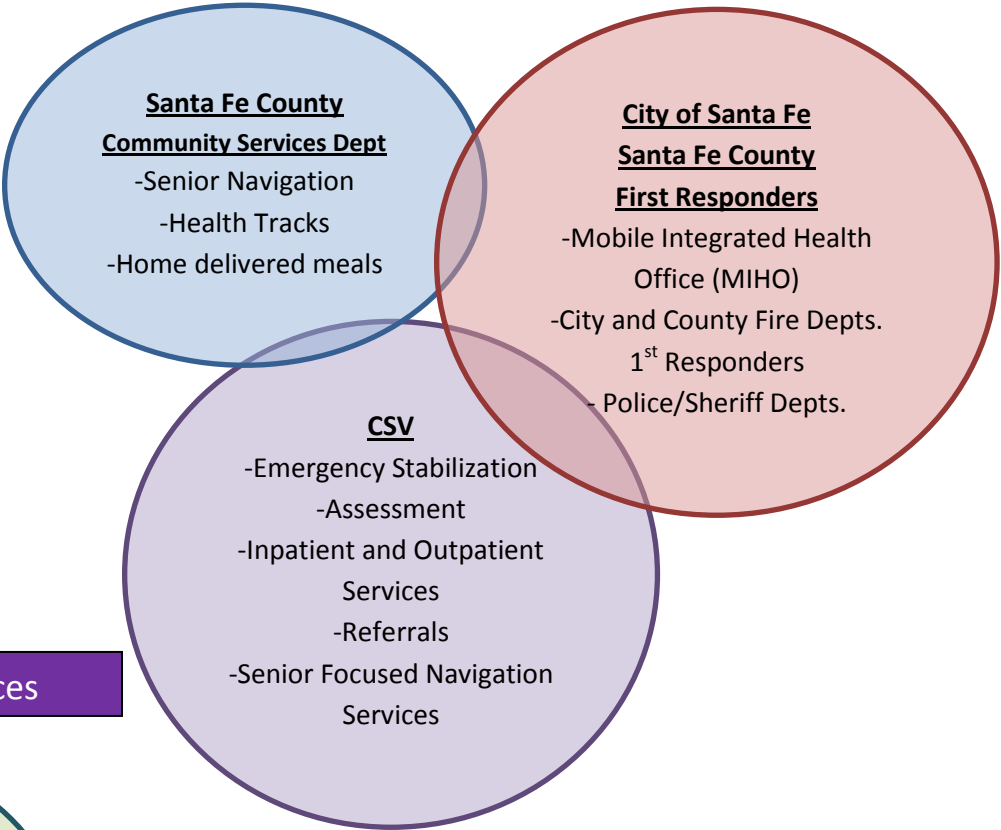 Santa Fe County
Community Services Dept
-Senior Navigation
-Health Tracks
-Home delivered meals
City of Santa Fe
Santa Fe County
First Responders
-Mobile Integrated Health
Office (MIHO)
-City and County Fire Depts.
1st Responders
- Police/Sheriff Depts.
CSV
-Emergency Stabilization
-Assessment
-Inpatient and Outpatient
Services
-Referrals
-Senior Focused Navigation
Services
ces